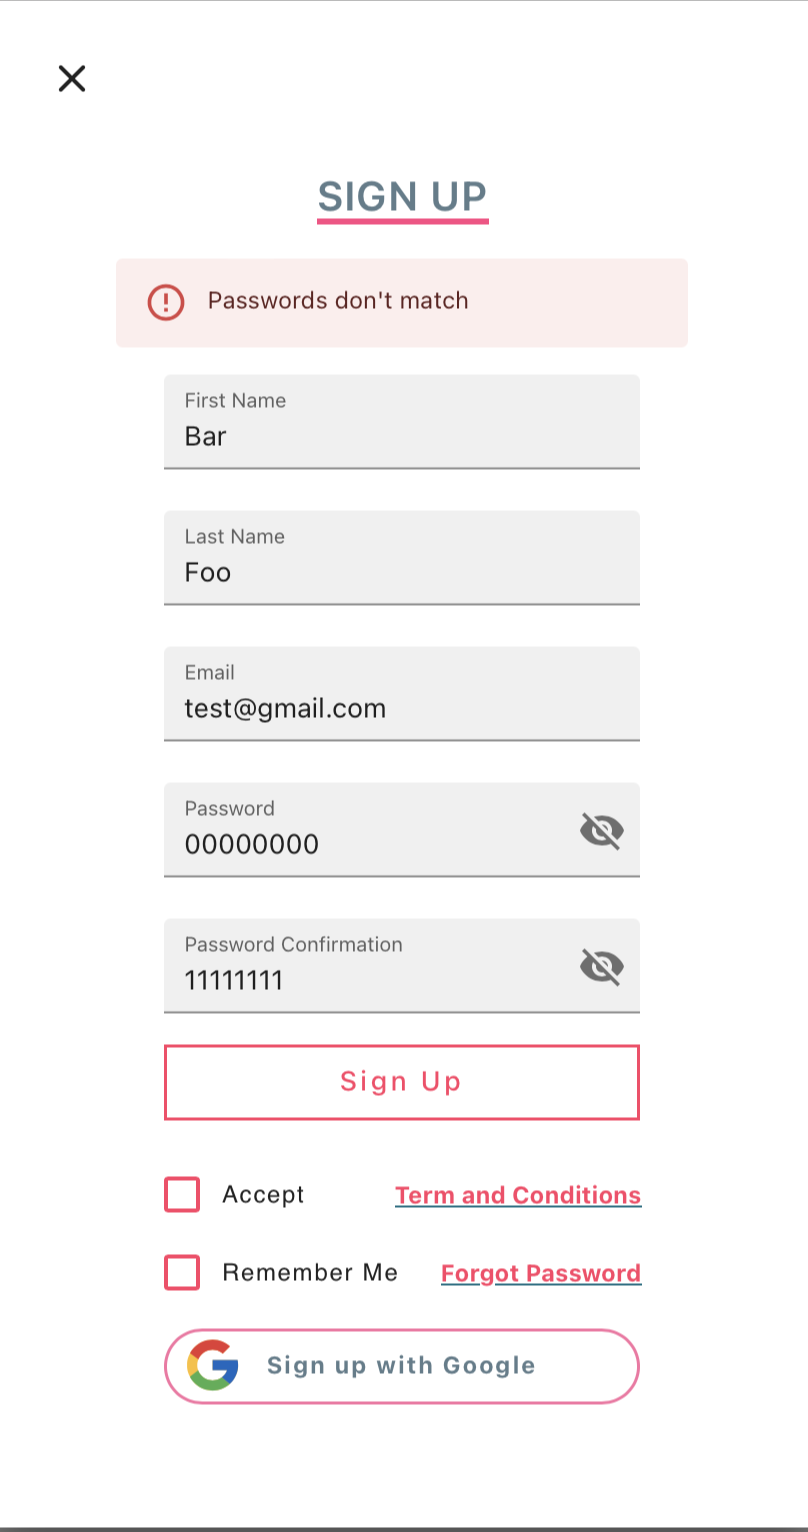 SIGN UP
Passwords don't match
First Name
Bar
Last Name
Foo
Email
test@gmail.com
Password
00000000
Password Confirmation
11111111
Sign Up
Accept Term and Conditions
Remember Me Forgot Password
Sign up with Google